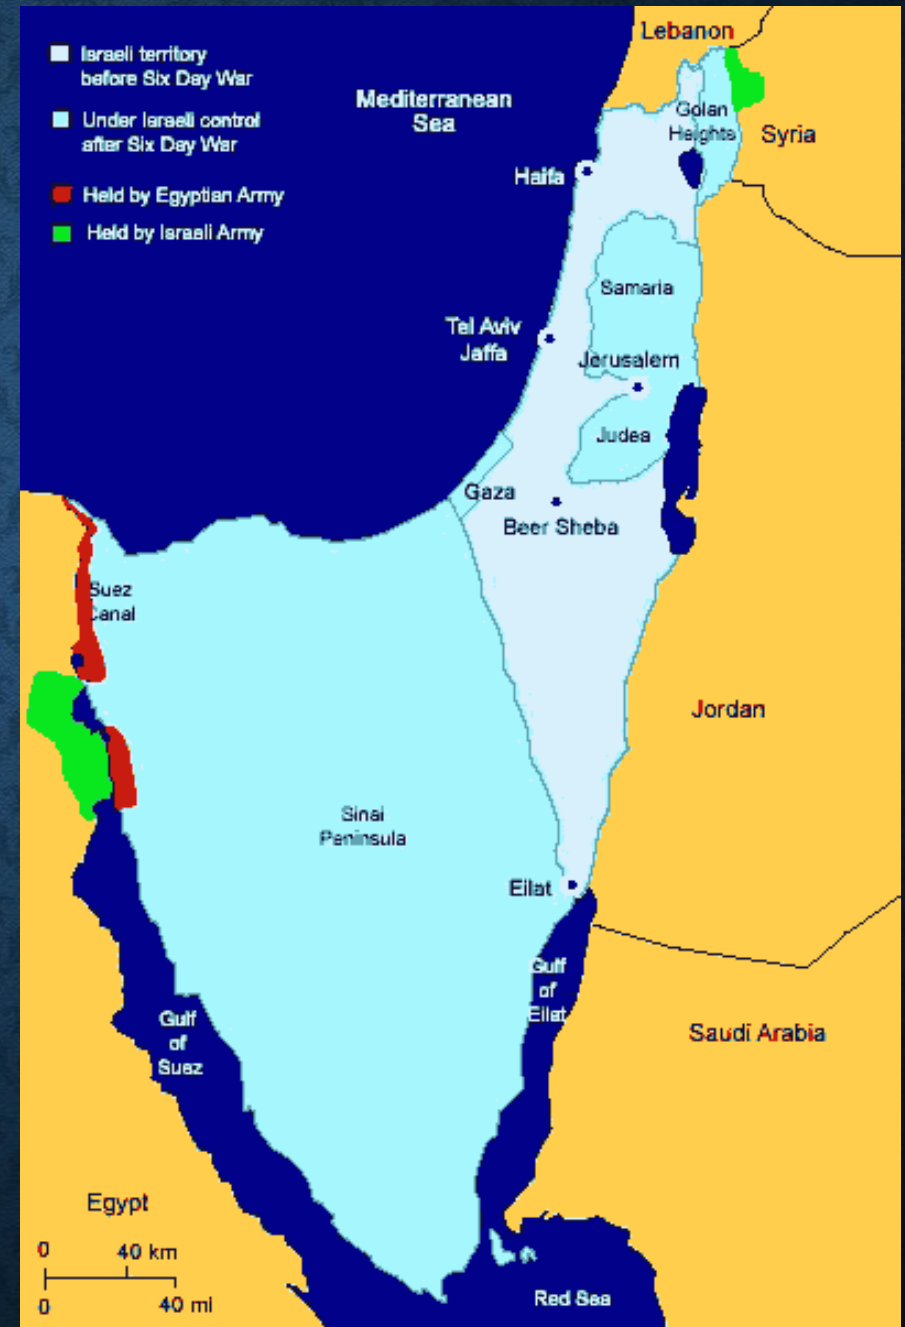 Israeli territory
before Six Day War
Under Israeli control
after Six Day War
Held by Egyptian Army
Held by Israeli Army
Mediterranean
Sea
Lebanon
Golan
Heights
Syria
Haifa
Samaria
Tel Aviv
Jaffa
Jerusalem
Judea
Gaza
Beer Sheba
Suez
Canal
Jordan
Sinai
Peninsula
Eilat
Gulf
of
Eilat
Gulf
of
Suez
Saudi Arabia
Egypt
0 40 km
0 40 mi
Red Sea